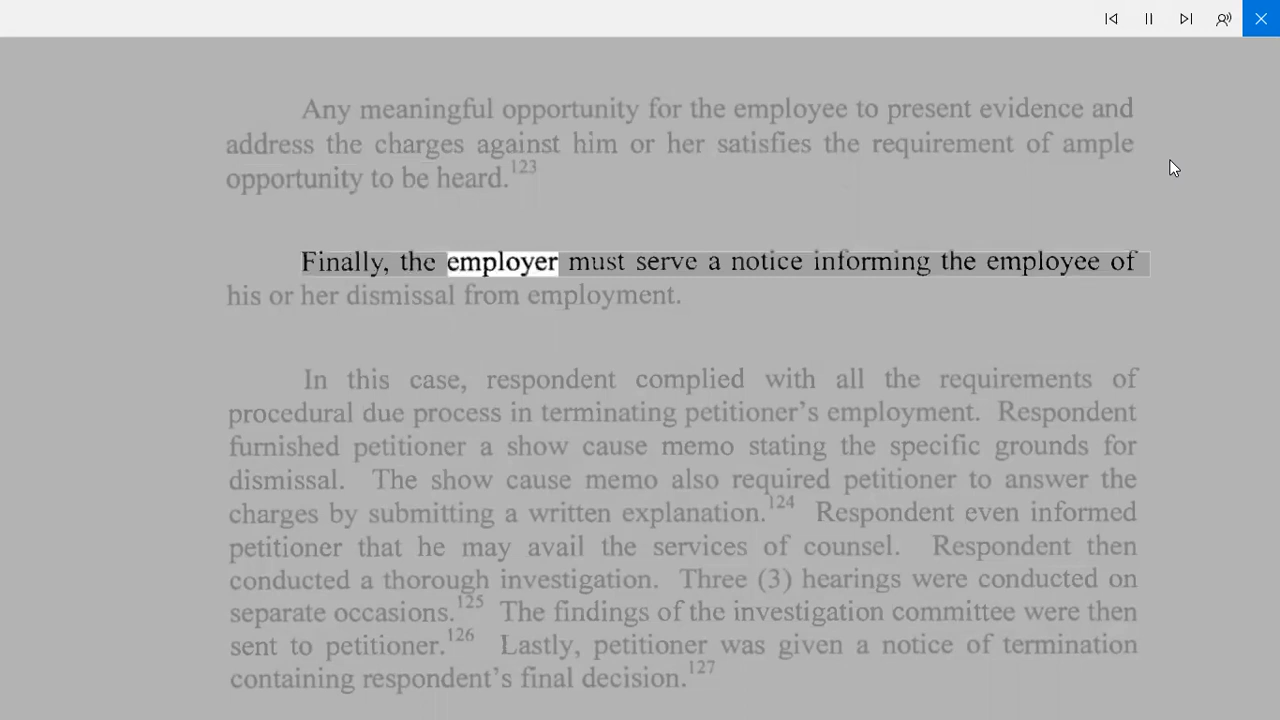 Any meaningful opportunity for the employee to present evidence and
address the charges against him or her satisfies the requirement of ample
opportunity to be heard.123
Finally, the employer must serve a notice informing the employee of
his or her dismissal from employment.
In this case, respondent complied with all the requirements of
procedural due process in terminating petitioner's employment. Respondent
furnished petitioner a show cause memo stating the specific grounds for
dismissal. The show cause memo also required petitioner to answer the
charges by submitting a written explanation.124 Respondent even informed
petitioner that he may avail the services of counsel. Respondent then
conducted a thorough investigation. Three (3) hearings were conducted on
separate occasions.125 The findings of the investigation committee were then
sent to petitioner.126 Lastly, petitioner was given a notice of termination
containing respondent's final decision.127